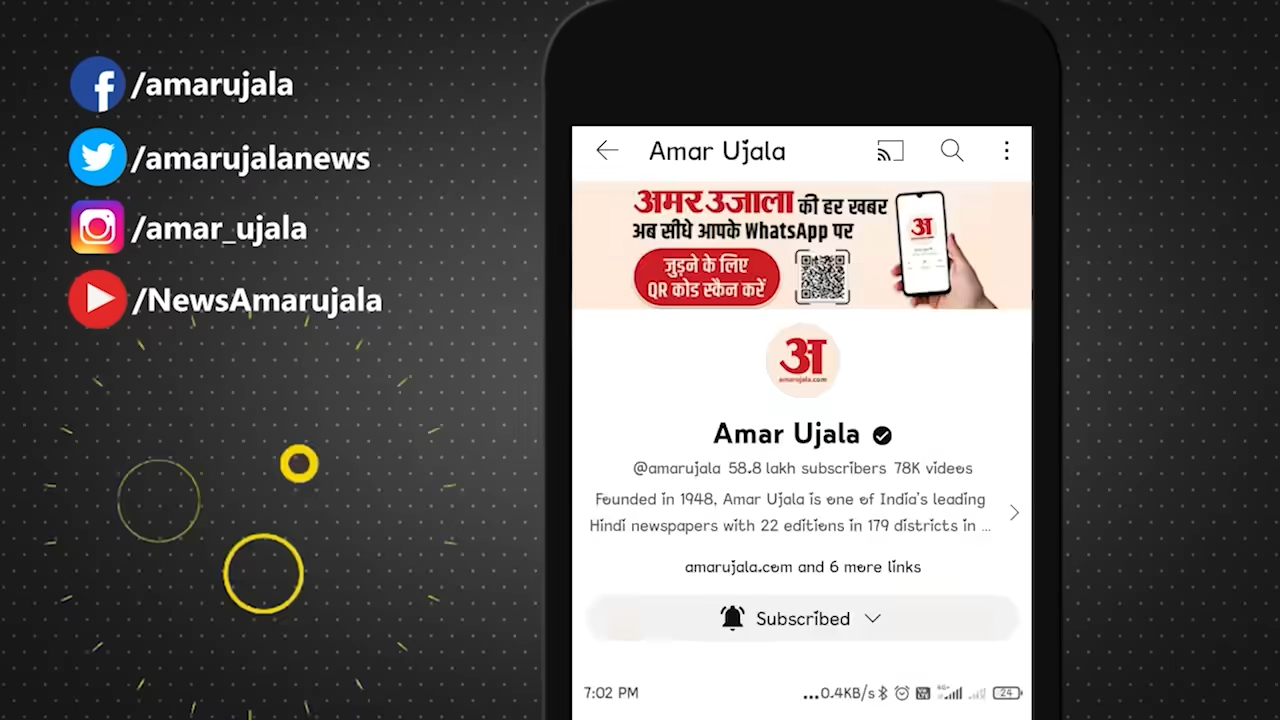 /amarujala
/amarujalanews
/amar_ujala
/NewsAmarujala
Amar Ujala
अमर उजाला की हर खबर
अब सीधे आपके WhatsApp पर
जुड़ने के लिए
QR कोड स्कैन करें
अ
अ
amarujala.com
Amar Ujala
@amarujala 58.8 lakh subscribers 78K videos
Founded in 1948, Amar Ujala is one of India's leading
Hindi newspapers with 22 editions in 179 districts in ...
amarujala.com and 6 more links
Subscribed
7:02 PM
...0.4KB/s
24